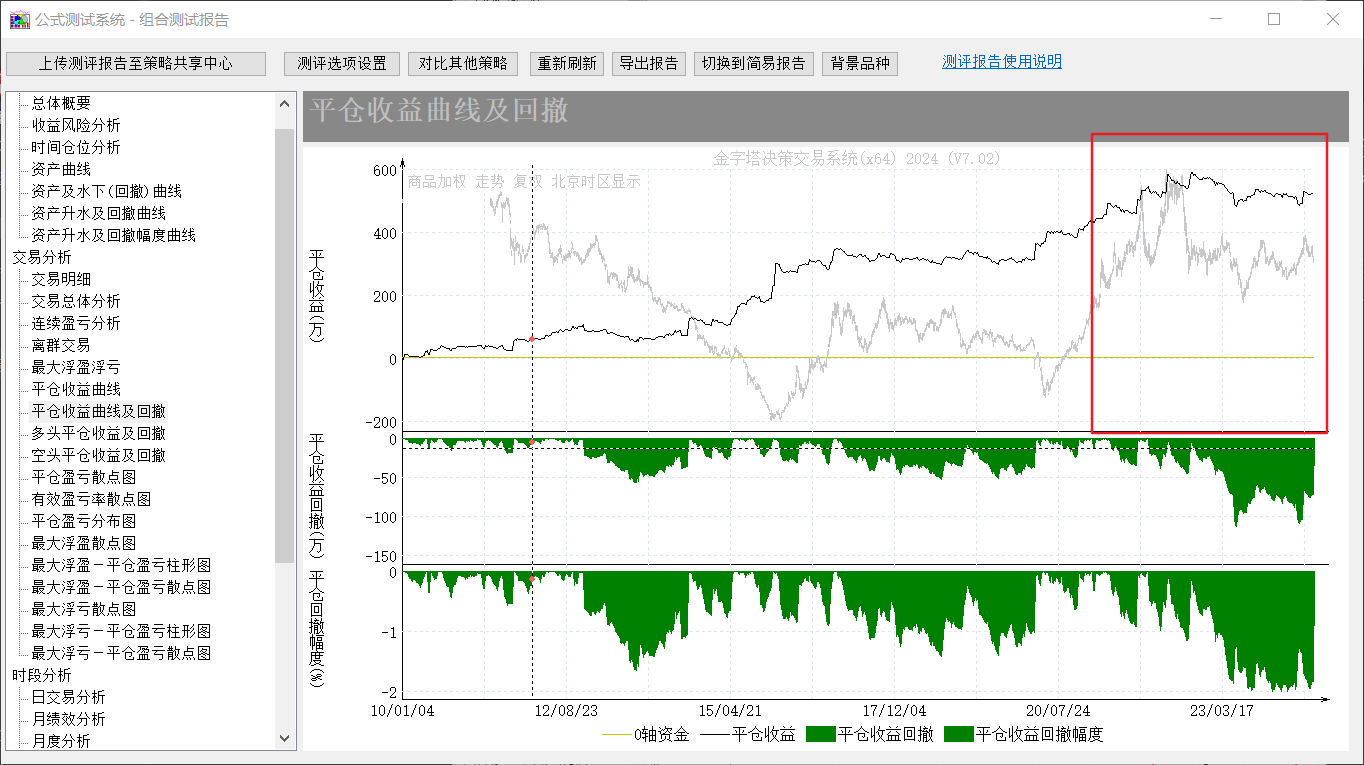 公式测试系统 - 组合测试报告
上传测评报告至策略共享中心
测评选项设置
对比其他策略
重新刷新
导出报告
切换到简易报告
背景品种
测评报告使用说明
总体概要
收益风险分析
时间仓位分析
资产曲线
资产及水下(回撤)曲线
资产升水及回撤曲线
资产升水及回撤幅度曲线
交易分析
交易明细
交易总体分析
连续盈亏分析
离群交易
最大浮盈浮亏
平仓收益曲线
平仓收益曲线及回撤
多头平仓收益及回撤
空头平仓收益及回撤
平仓盈亏散点图
有效盈亏率散点图
平仓盈亏分布图
最大浮盈散点图
最大浮盈－平仓盈亏柱形图
最大浮盈－平仓盈亏散点图
最大浮亏散点图
最大浮亏－平仓盈亏柱形图
最大浮亏－平仓盈亏散点图
时段分析
日交易分析
月绩效分析
月度分析
平仓收益曲线及回撤
金字塔决策交易系统(x64) 2024 (V7.02)
商品加权 走势 复权 北京时区显示
平仓收益(万)
600
400
200
0
-200
平仓收益回撤(万)
0
-50
-100
-150
平仓回撤幅度(%)
0
-1
-2
10/01/04
12/08/23
15/04/21
17/12/04
20/07/24
23/03/17
0轴资金
平仓收益
平仓收益回撤
平仓收益回撤幅度